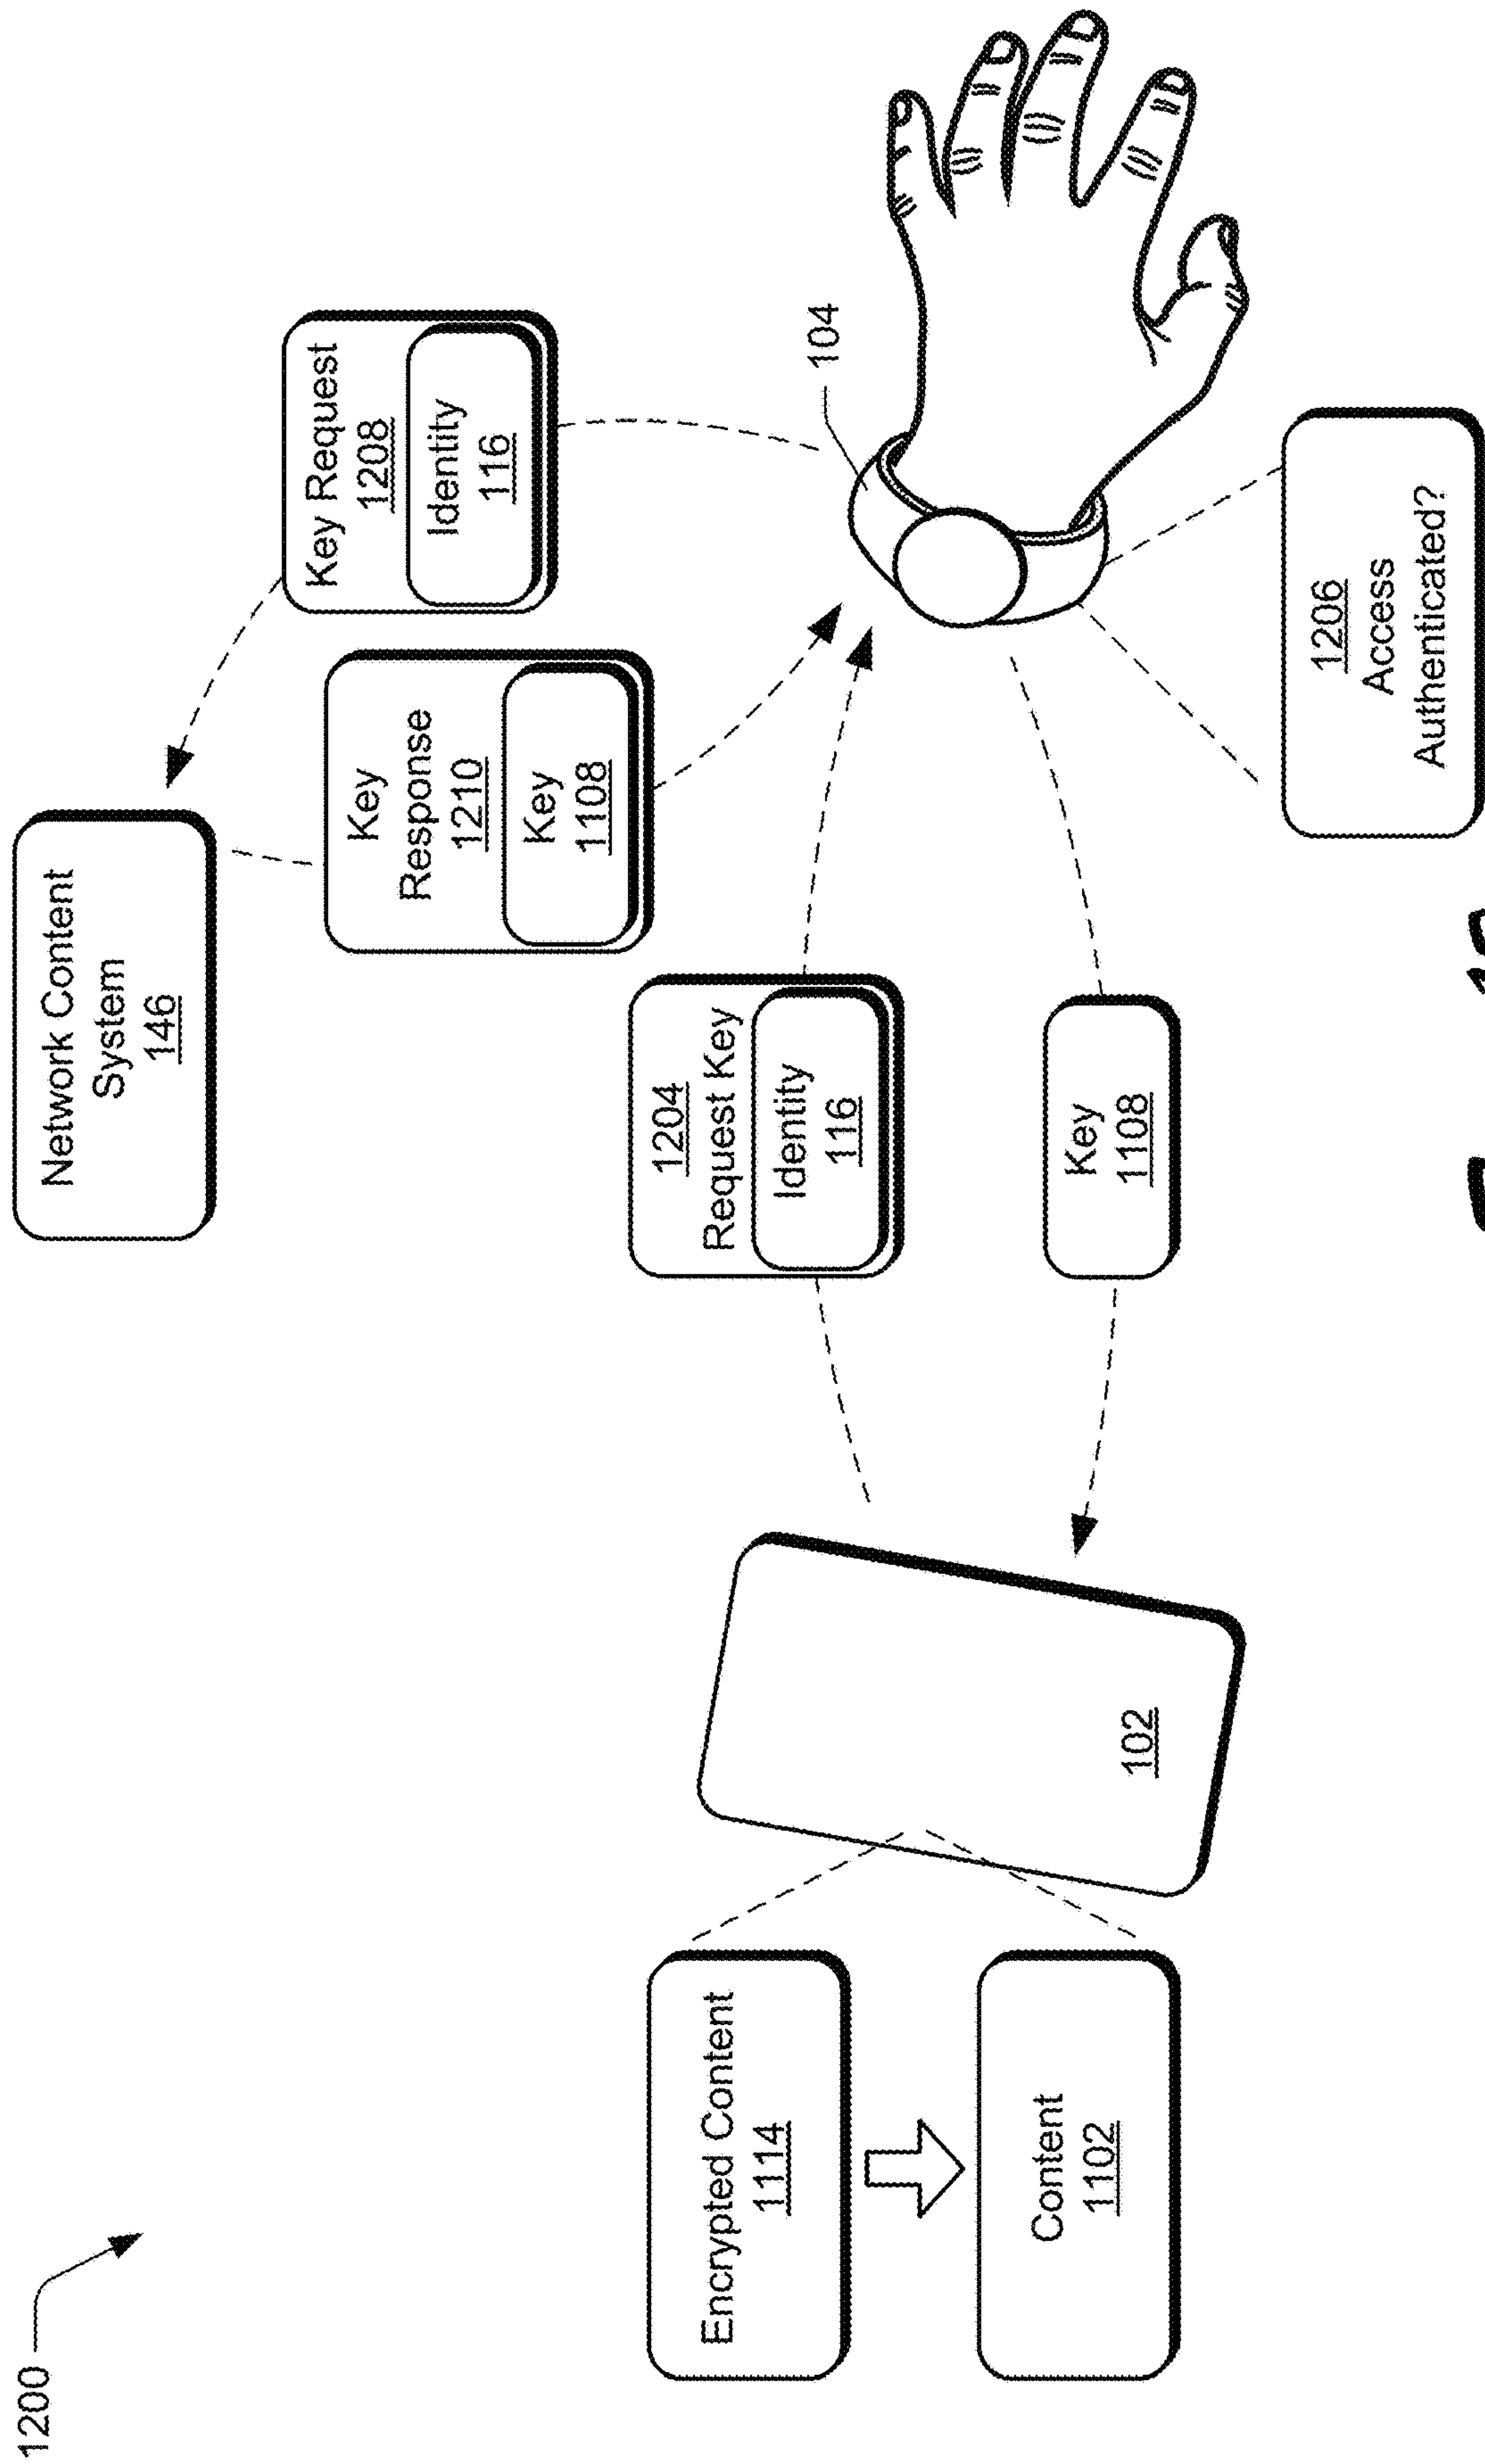 1200
Network Content
System
146
Key Request
1208
Identity
116
Key
Response
1210
Key
1108
104
1204
Request Key
Identity
116
Encrypted Content
1114
Content
1102
102
Key
1108
1206
Access
Authenticated?